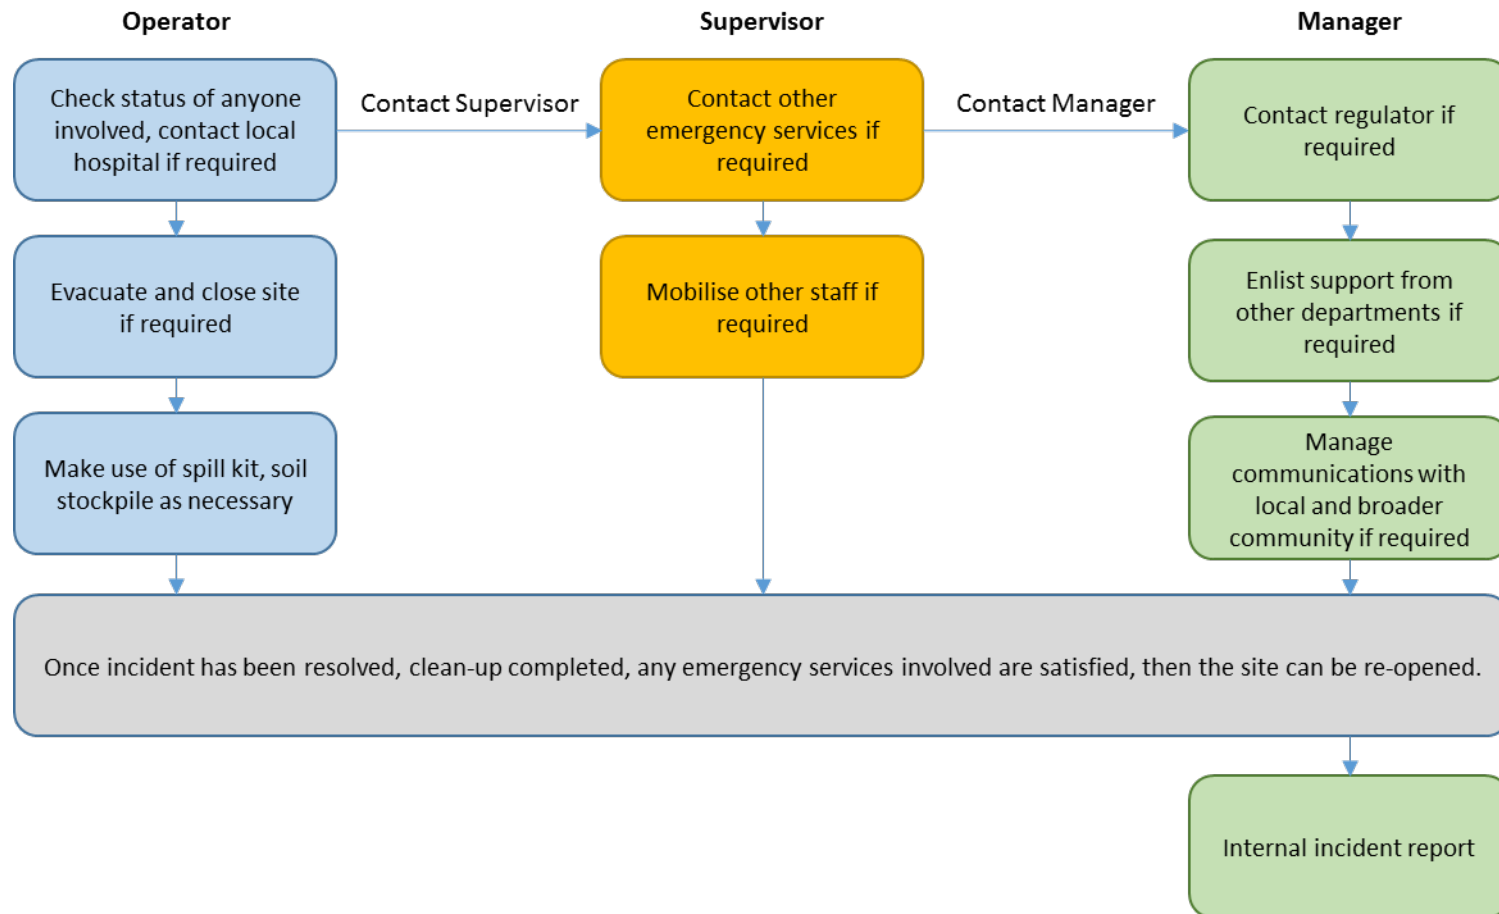 Operator
Supervisor
Manager
Check status of anyone
involved, contact local
hospital if required
Contact Supervisor
Contact other
emergency services if
required
Contact Manager
Contact regulator if
required
Evacuate and close site
if required
Mobilise other staff if
required
Enlist support from
other departments if
required
Make use of spill kit, soil
stockpile as necessary
Manage
communications with
local and broader
community if required
Once incident has been resolved, clean-up completed, any emergency services involved are satisfied, then the site can be re-opened.
Internal incident report